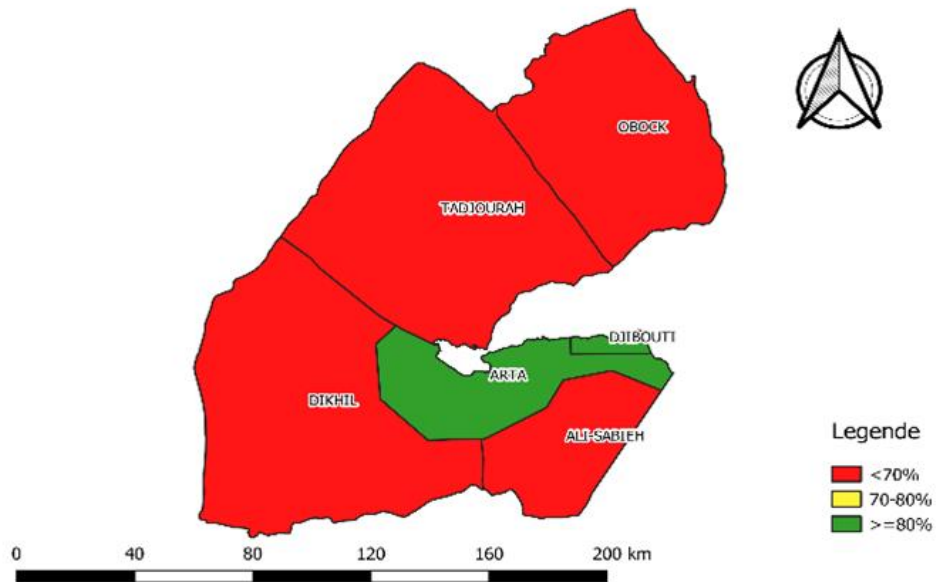 OBOCK
TADJOURAH
DJIBOUTI
ARTA
DIKHIL
ALI-SABIEH
Legende
<70%
70-80%
>=80%
0 40 80 120 160 200 km